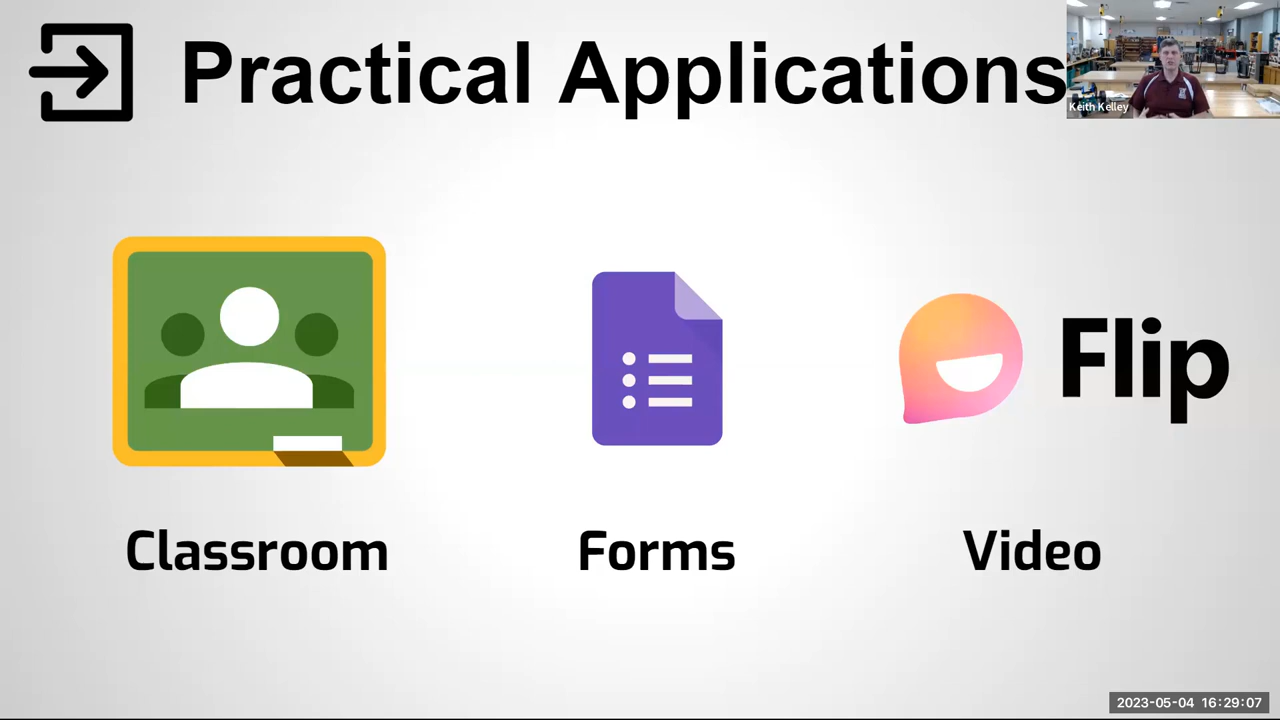 Practical Applications
Keith Kelley
Flip
Classroom
Forms
Video
2023-05-04 16:29:07